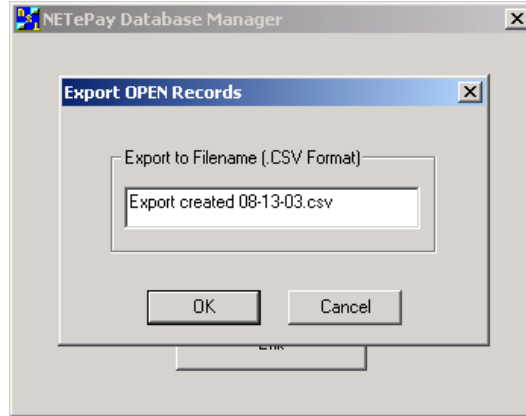 NETePay Database Manager
Export OPEN Records
Export to Filename (.CSV Format)
Export created 08-13-03.csv
OK
Cancel